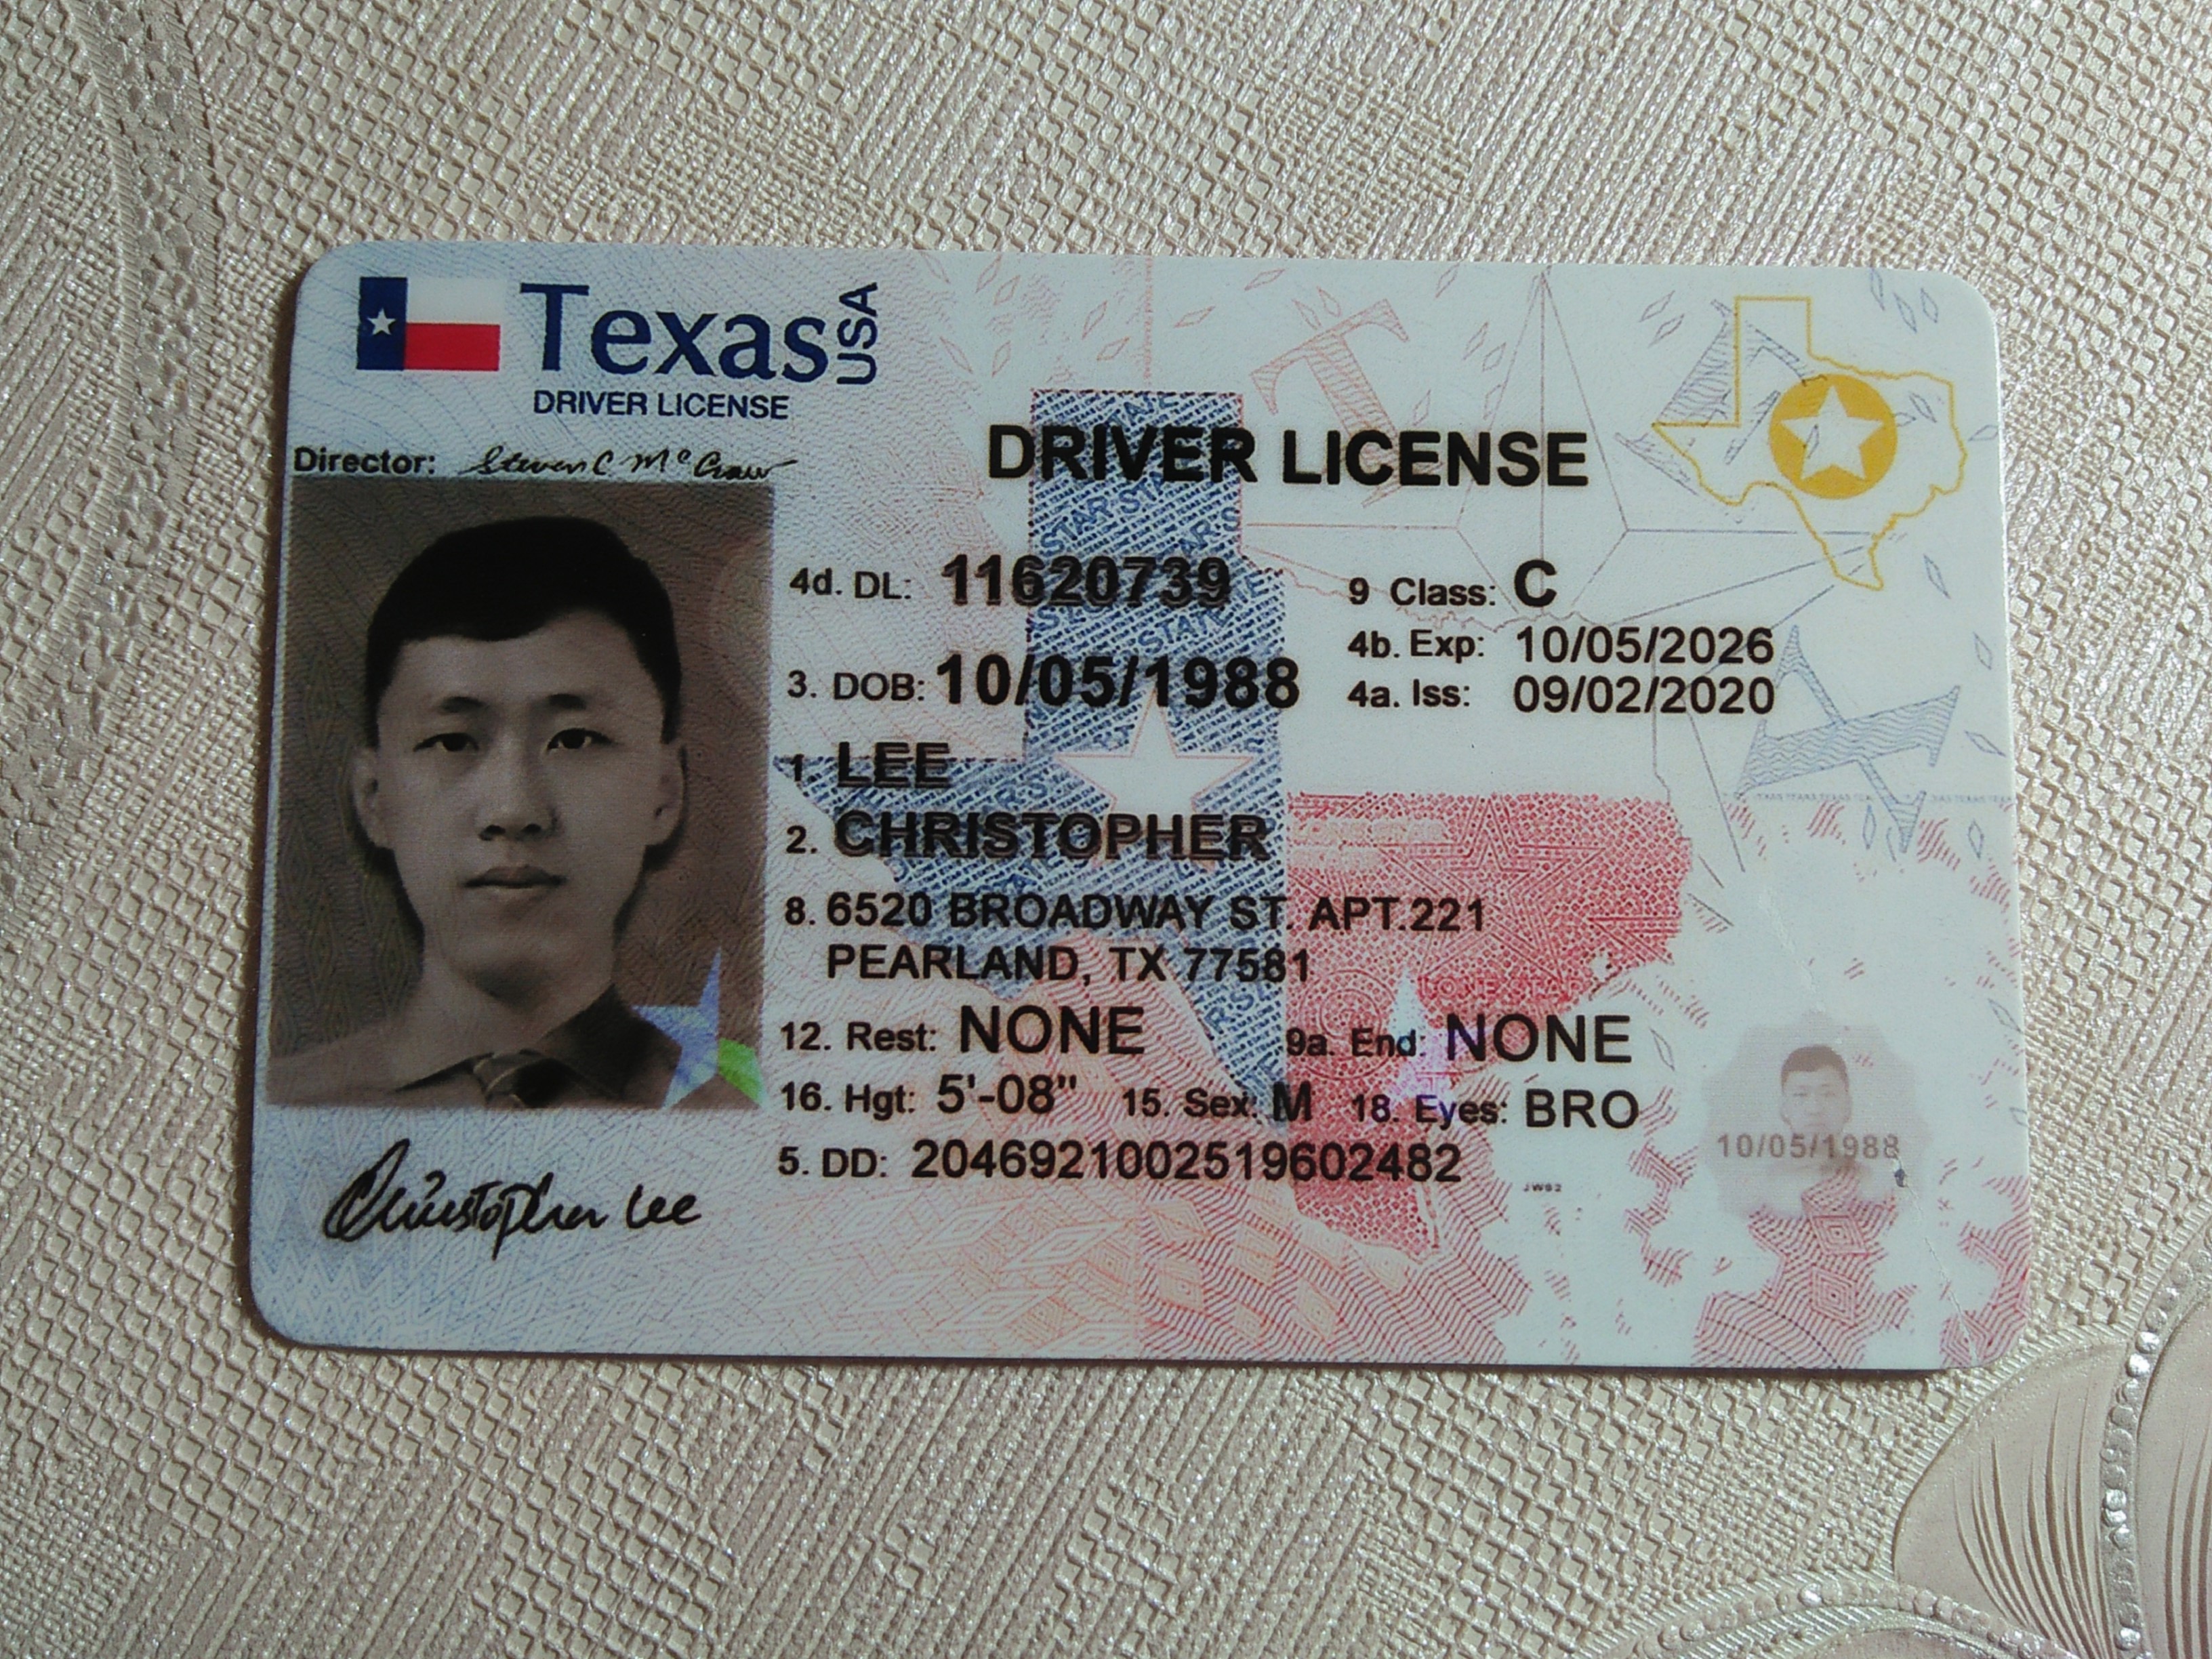 Texas USA
DRIVER LICENSE
Director: Steven C McCraw
DRIVER LICENSE
4d. DL: 11620739
9 Class: C
4b. Exp: 10/05/2026
3. DOB: 10/05/1988
4a. Iss: 09/02/2020
1. LEE
2. CHRISTOPHER
8. 6520 BROADWAY ST. APT.221
PEARLAND, TX 77581
12. Rest: NONE
9a. End: NONE
16. Hgt: 5'-08" 15. Sex: M 18. Eyes: BRO
5. DD: 2046921002519602482
10/05/1988
Christopher Lee